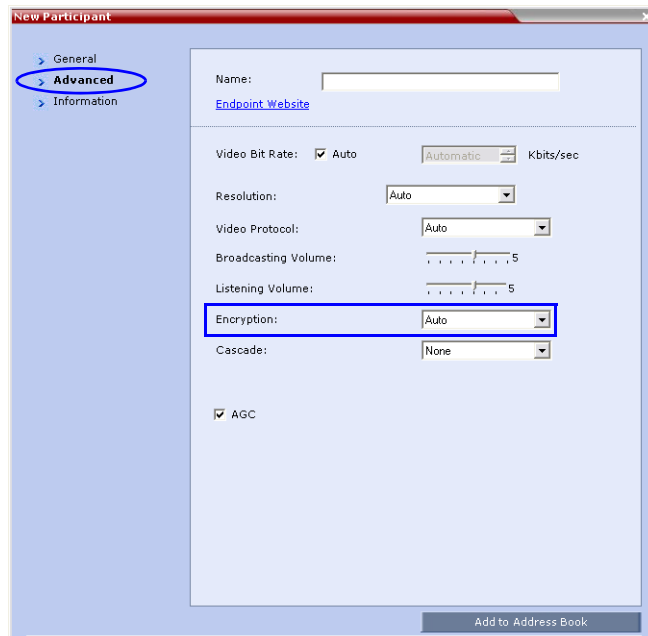 New Participant
General
Advanced
Information
Name:
Endpoint Website
Video Bit Rate: Auto Automatic Kbits/sec
Resolution: Auto
Video Protocol: Auto
Broadcasting Volume: 5
Listening Volume: 5
Encryption: Auto
Cascade: None
AGC
Add to Address Book